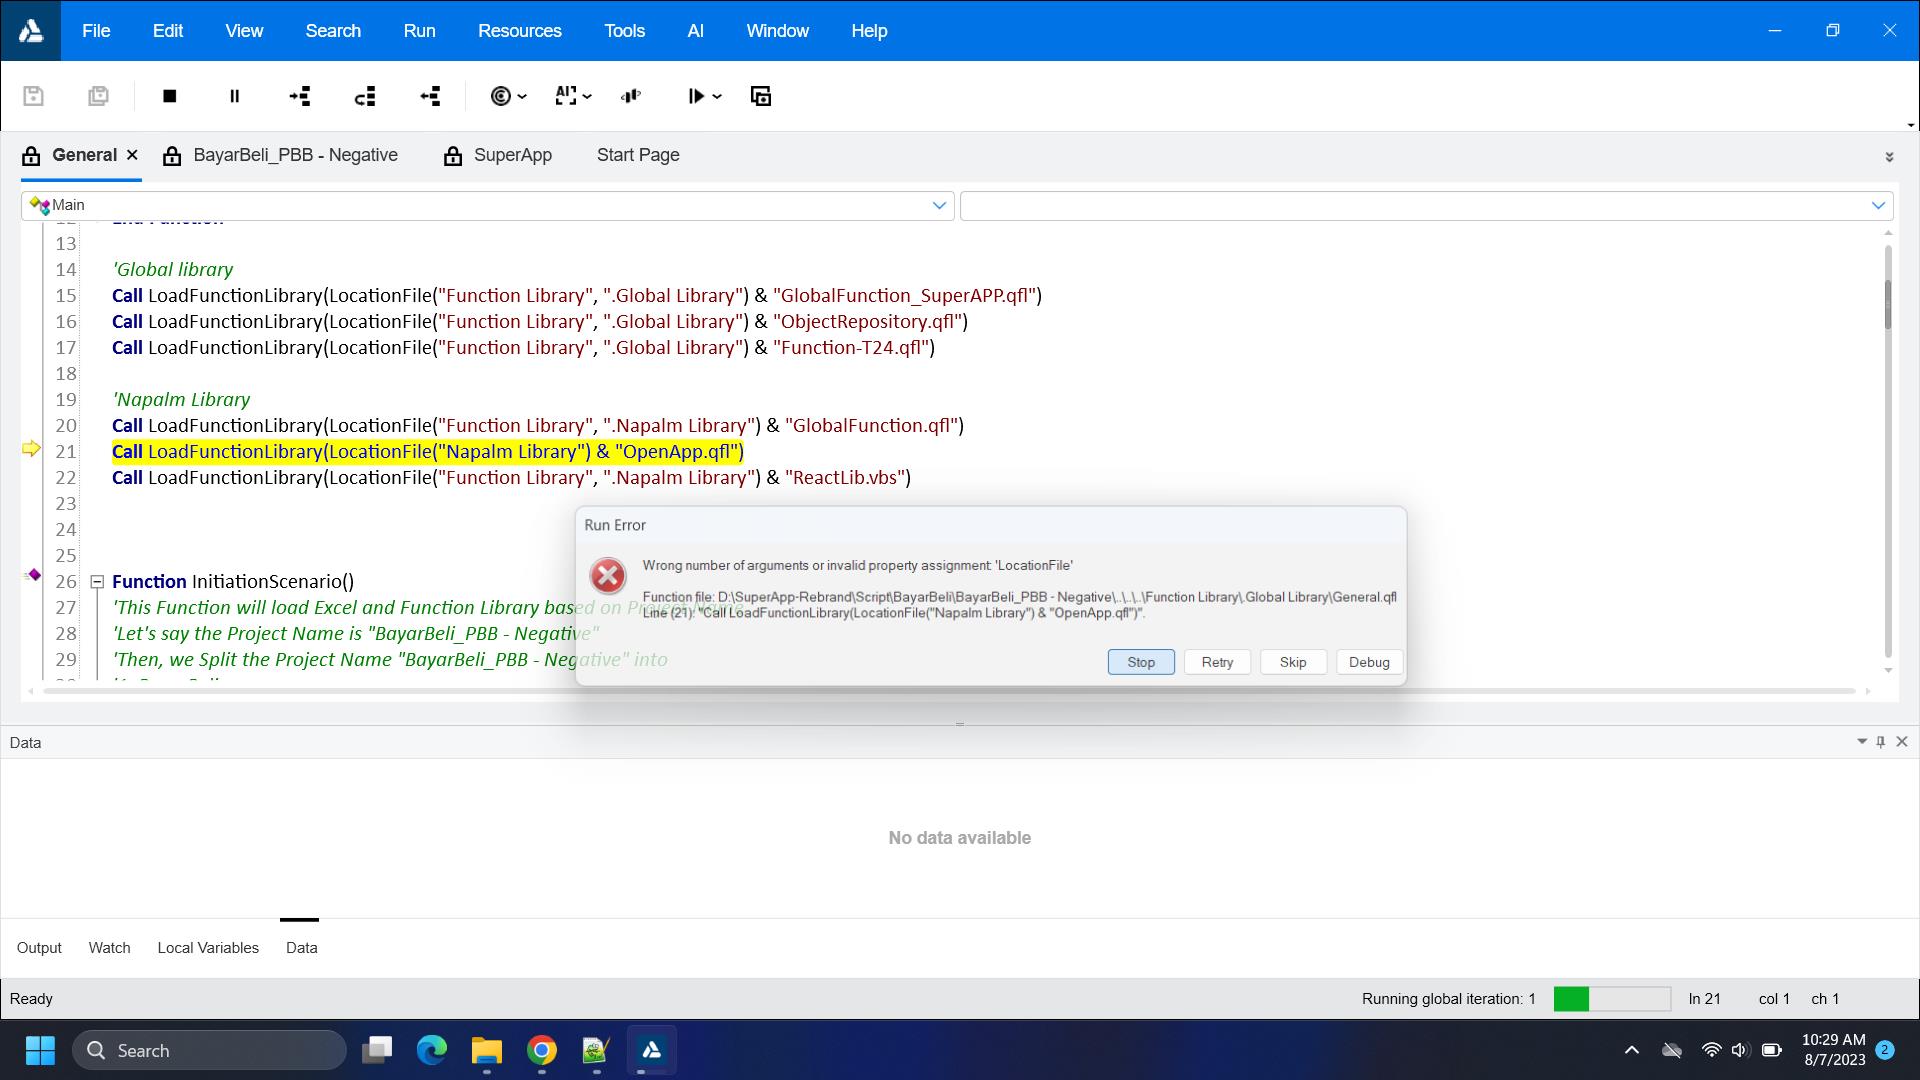 File Edit View Search Run Resources Tools AI Window Help
General BayarBeli_PBB - Negative SuperApp Start Page
Main
12 End Function
13
14 'Global library
15 Call LoadFunctionLibrary(LocationFile("Function Library", ".Global Library") & "GlobalFunction_SuperAPP.qfl")
16 Call LoadFunctionLibrary(LocationFile("Function Library", ".Global Library") & "ObjectRepository.qfl")
17 Call LoadFunctionLibrary(LocationFile("Function Library", ".Global Library") & "Function-T24.qfl")
18
19 'Napalm Library
20 Call LoadFunctionLibrary(LocationFile("Function Library", ".Napalm Library") & "GlobalFunction.qfl")
21 Call LoadFunctionLibrary(LocationFile("Napalm Library") & "OpenApp.qfl")
22 Call LoadFunctionLibrary(LocationFile("Function Library", ".Napalm Library") & "ReactLib.vbs")
23
24
25
26 Function InitiationScenario()
27 'This Function will load Excel and Function Library based on Project Name
28 'Let's say the Project Name is "BayarBeli_PBB - Negative"
29 'Then, we Split the Project Name "BayarBeli_PBB - Negative" into
Run Error
Wrong number of arguments or invalid property assignment: 'LocationFile'
Function file: D:\SuperApp-Rebrand\Script\BayarBeli\BayarBeli_PBB - Negative\..\..\..\Function Library\.Global Library\General.qfl
Line (21): "Call LoadFunctionLibrary(LocationFile("Napalm Library") & "OpenApp.qfl")".
Stop Retry Skip Debug
Data
No data available
Output Watch Local Variables Data
Ready Running global iteration: 1 ln 21 col 1 ch 1
Search
10:29 AM
8/7/2023 2